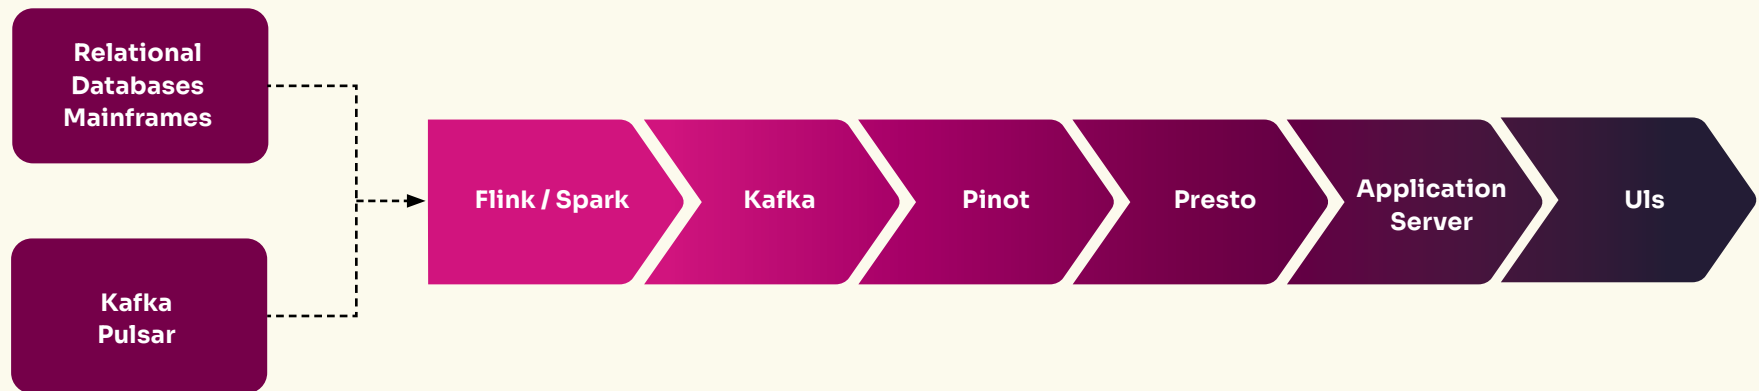 Relational
Databases
Mainframes
Kafka
Pulsar
Flink / Spark
Kafka
Pinot
Presto
Application
Server
UIs